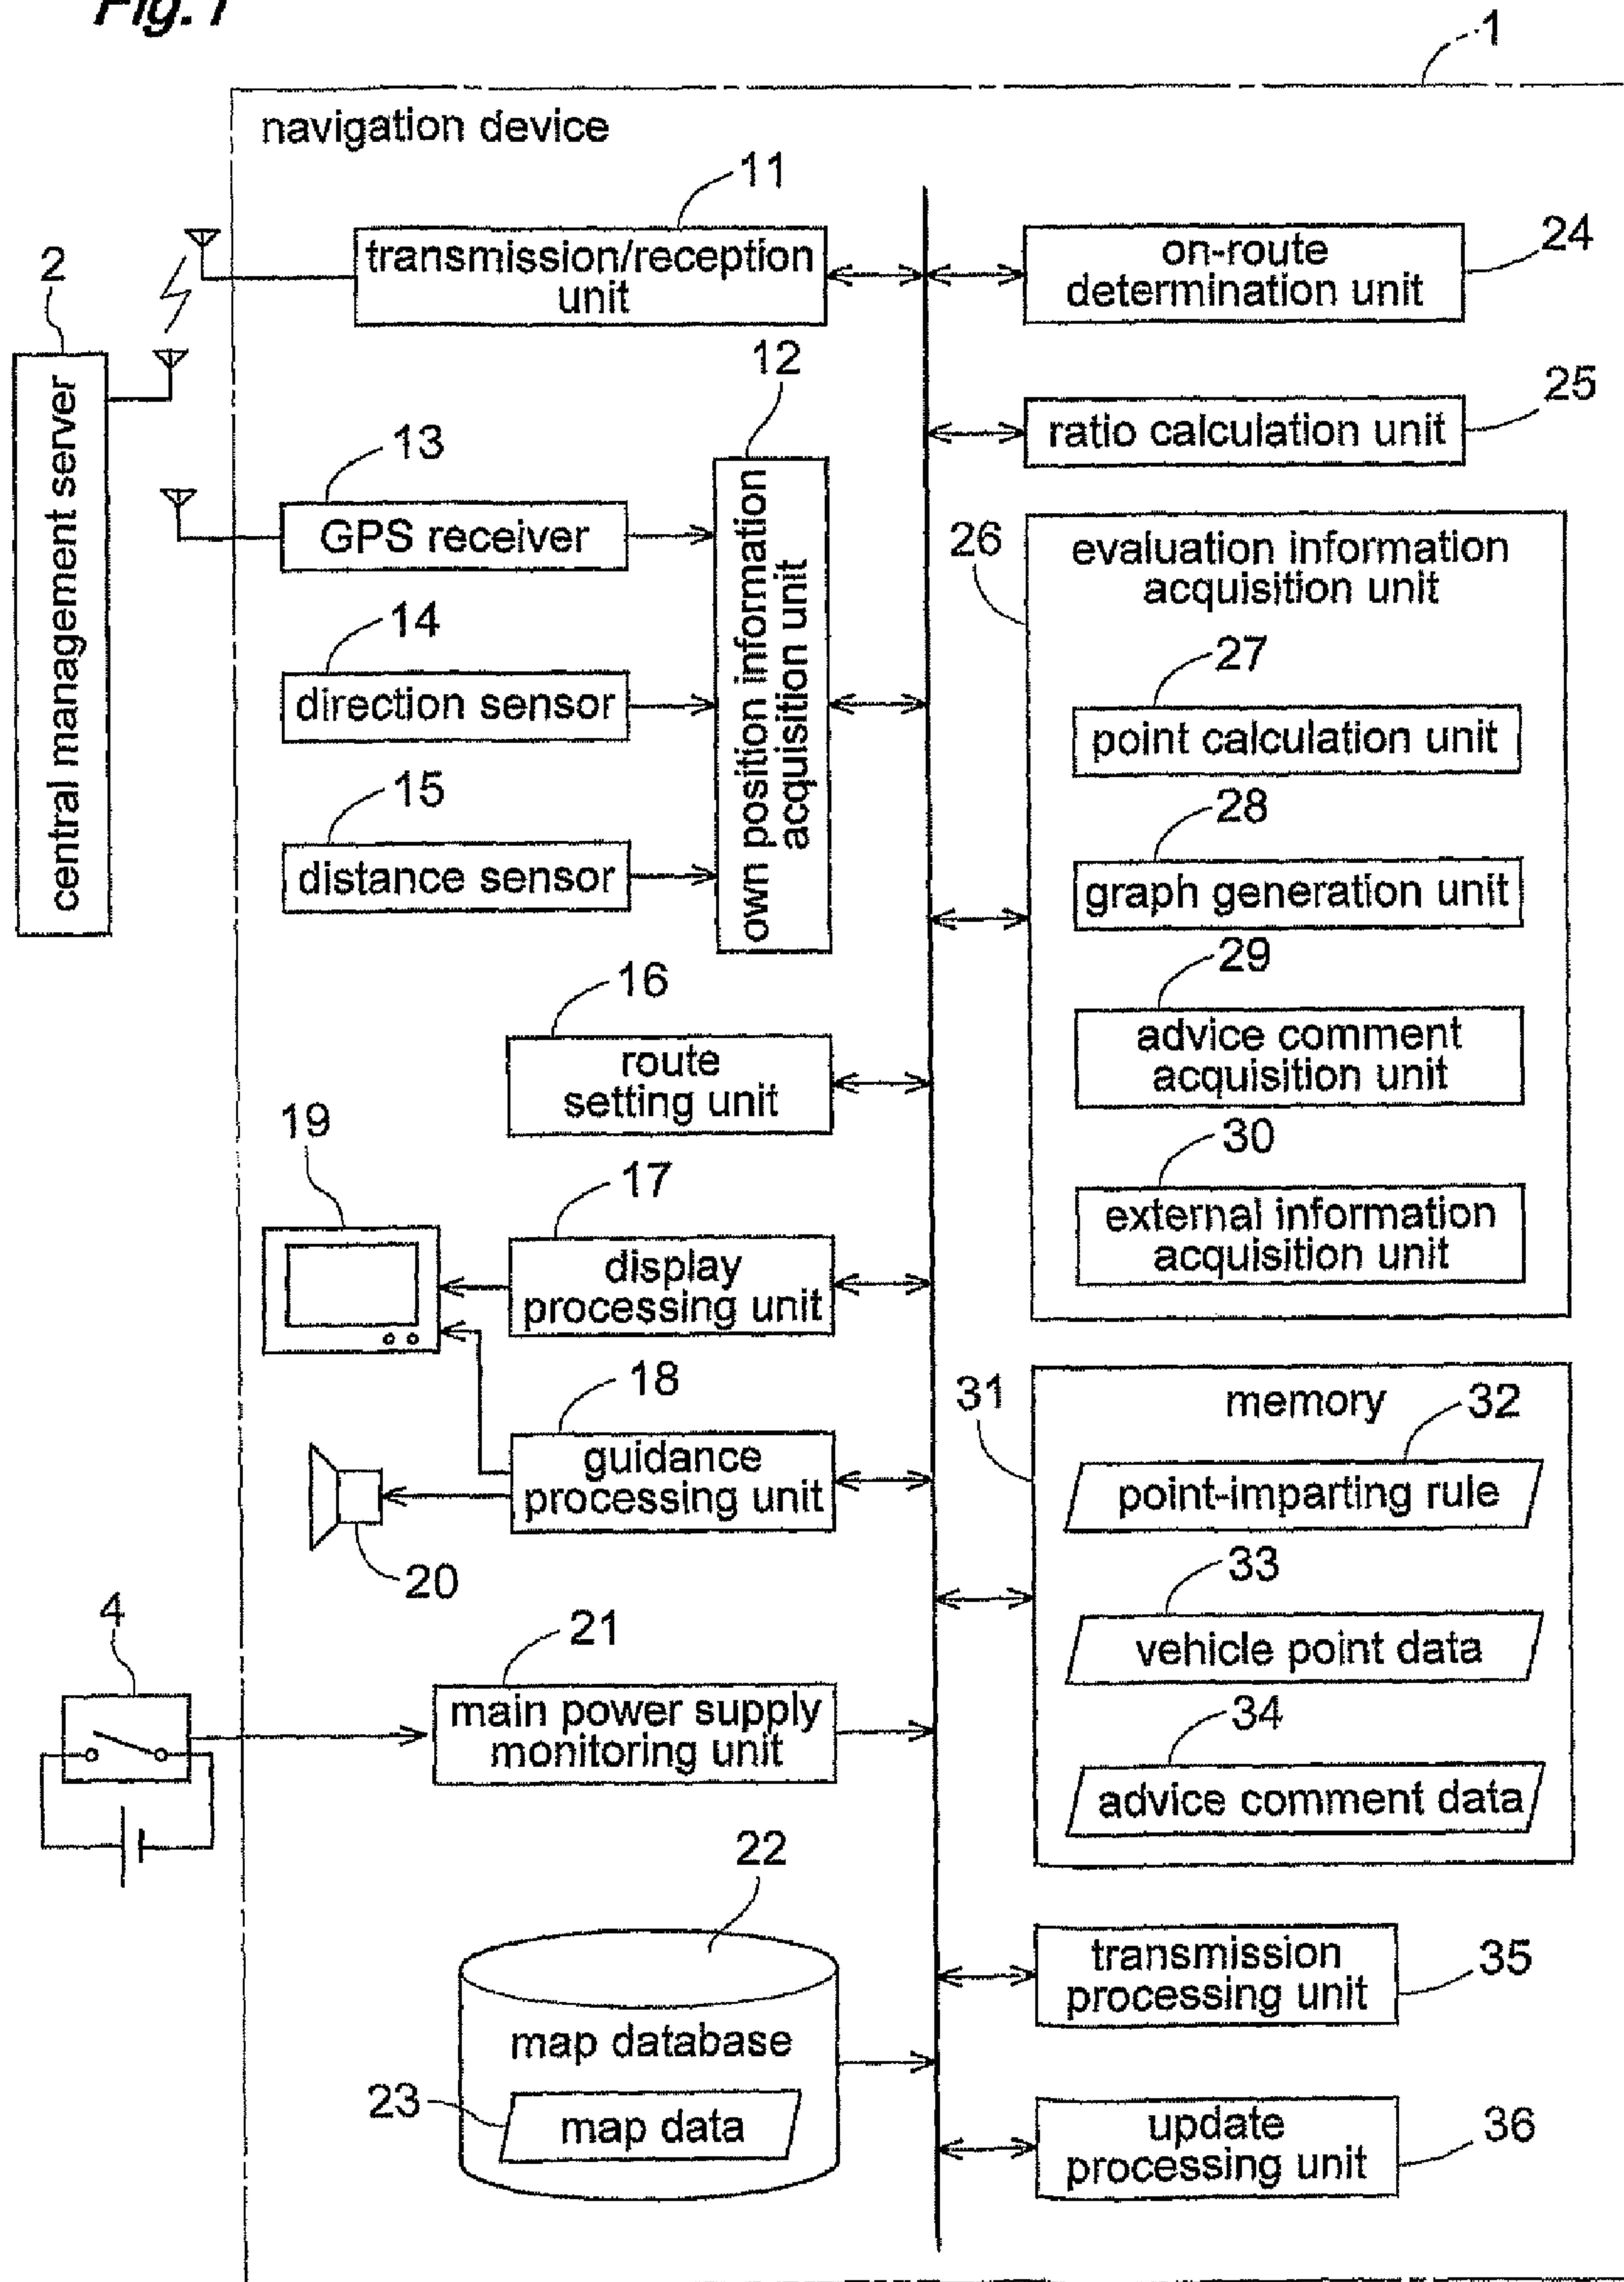 Fig.1
1
navigation device
11
transmission/reception
unit
2
central management server
12
own position information
acquisition unit
13
GPS receiver
14
direction sensor
15
distance sensor
16
route
setting unit
19
17
display
processing unit
18
guidance
processing unit
20
4
21
main power supply
monitoring unit
22
map database
23
map data
24
on-route
determination unit
25
ratio calculation unit
26
evaluation information
acquisition unit
27
point calculation unit
28
graph generation unit
29
advice comment
acquisition unit
30
external information
acquisition unit
31
memory
32
point-imparting rule
33
vehicle point data
34
advice comment data
35
transmission
processing unit
36
update
processing unit